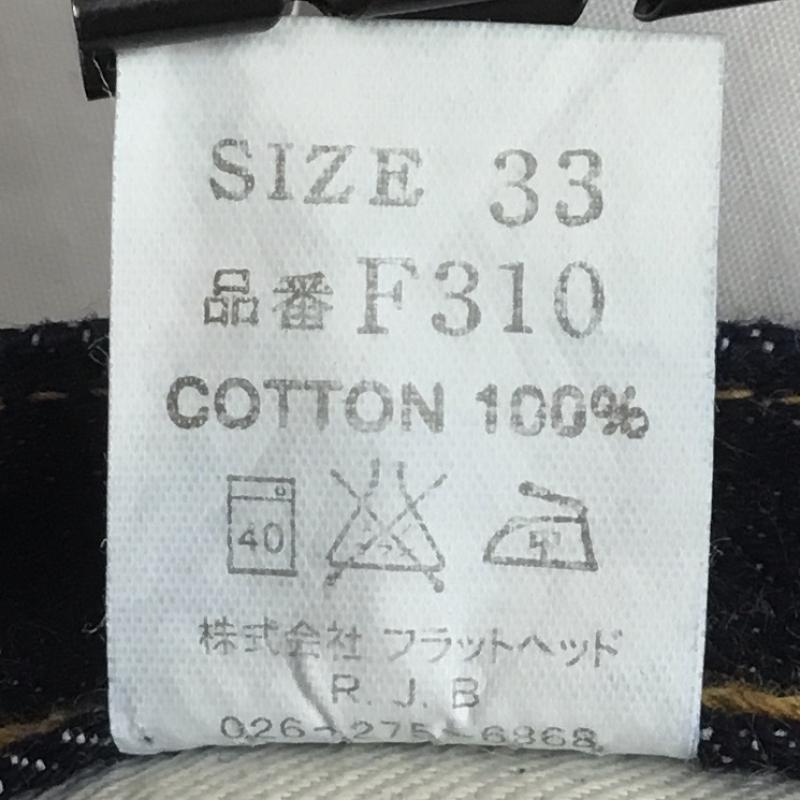 SIZE 33
品番 F310
COTTON 100%
40
株式会社 フラットヘッド
R. J. B
026-275-6868